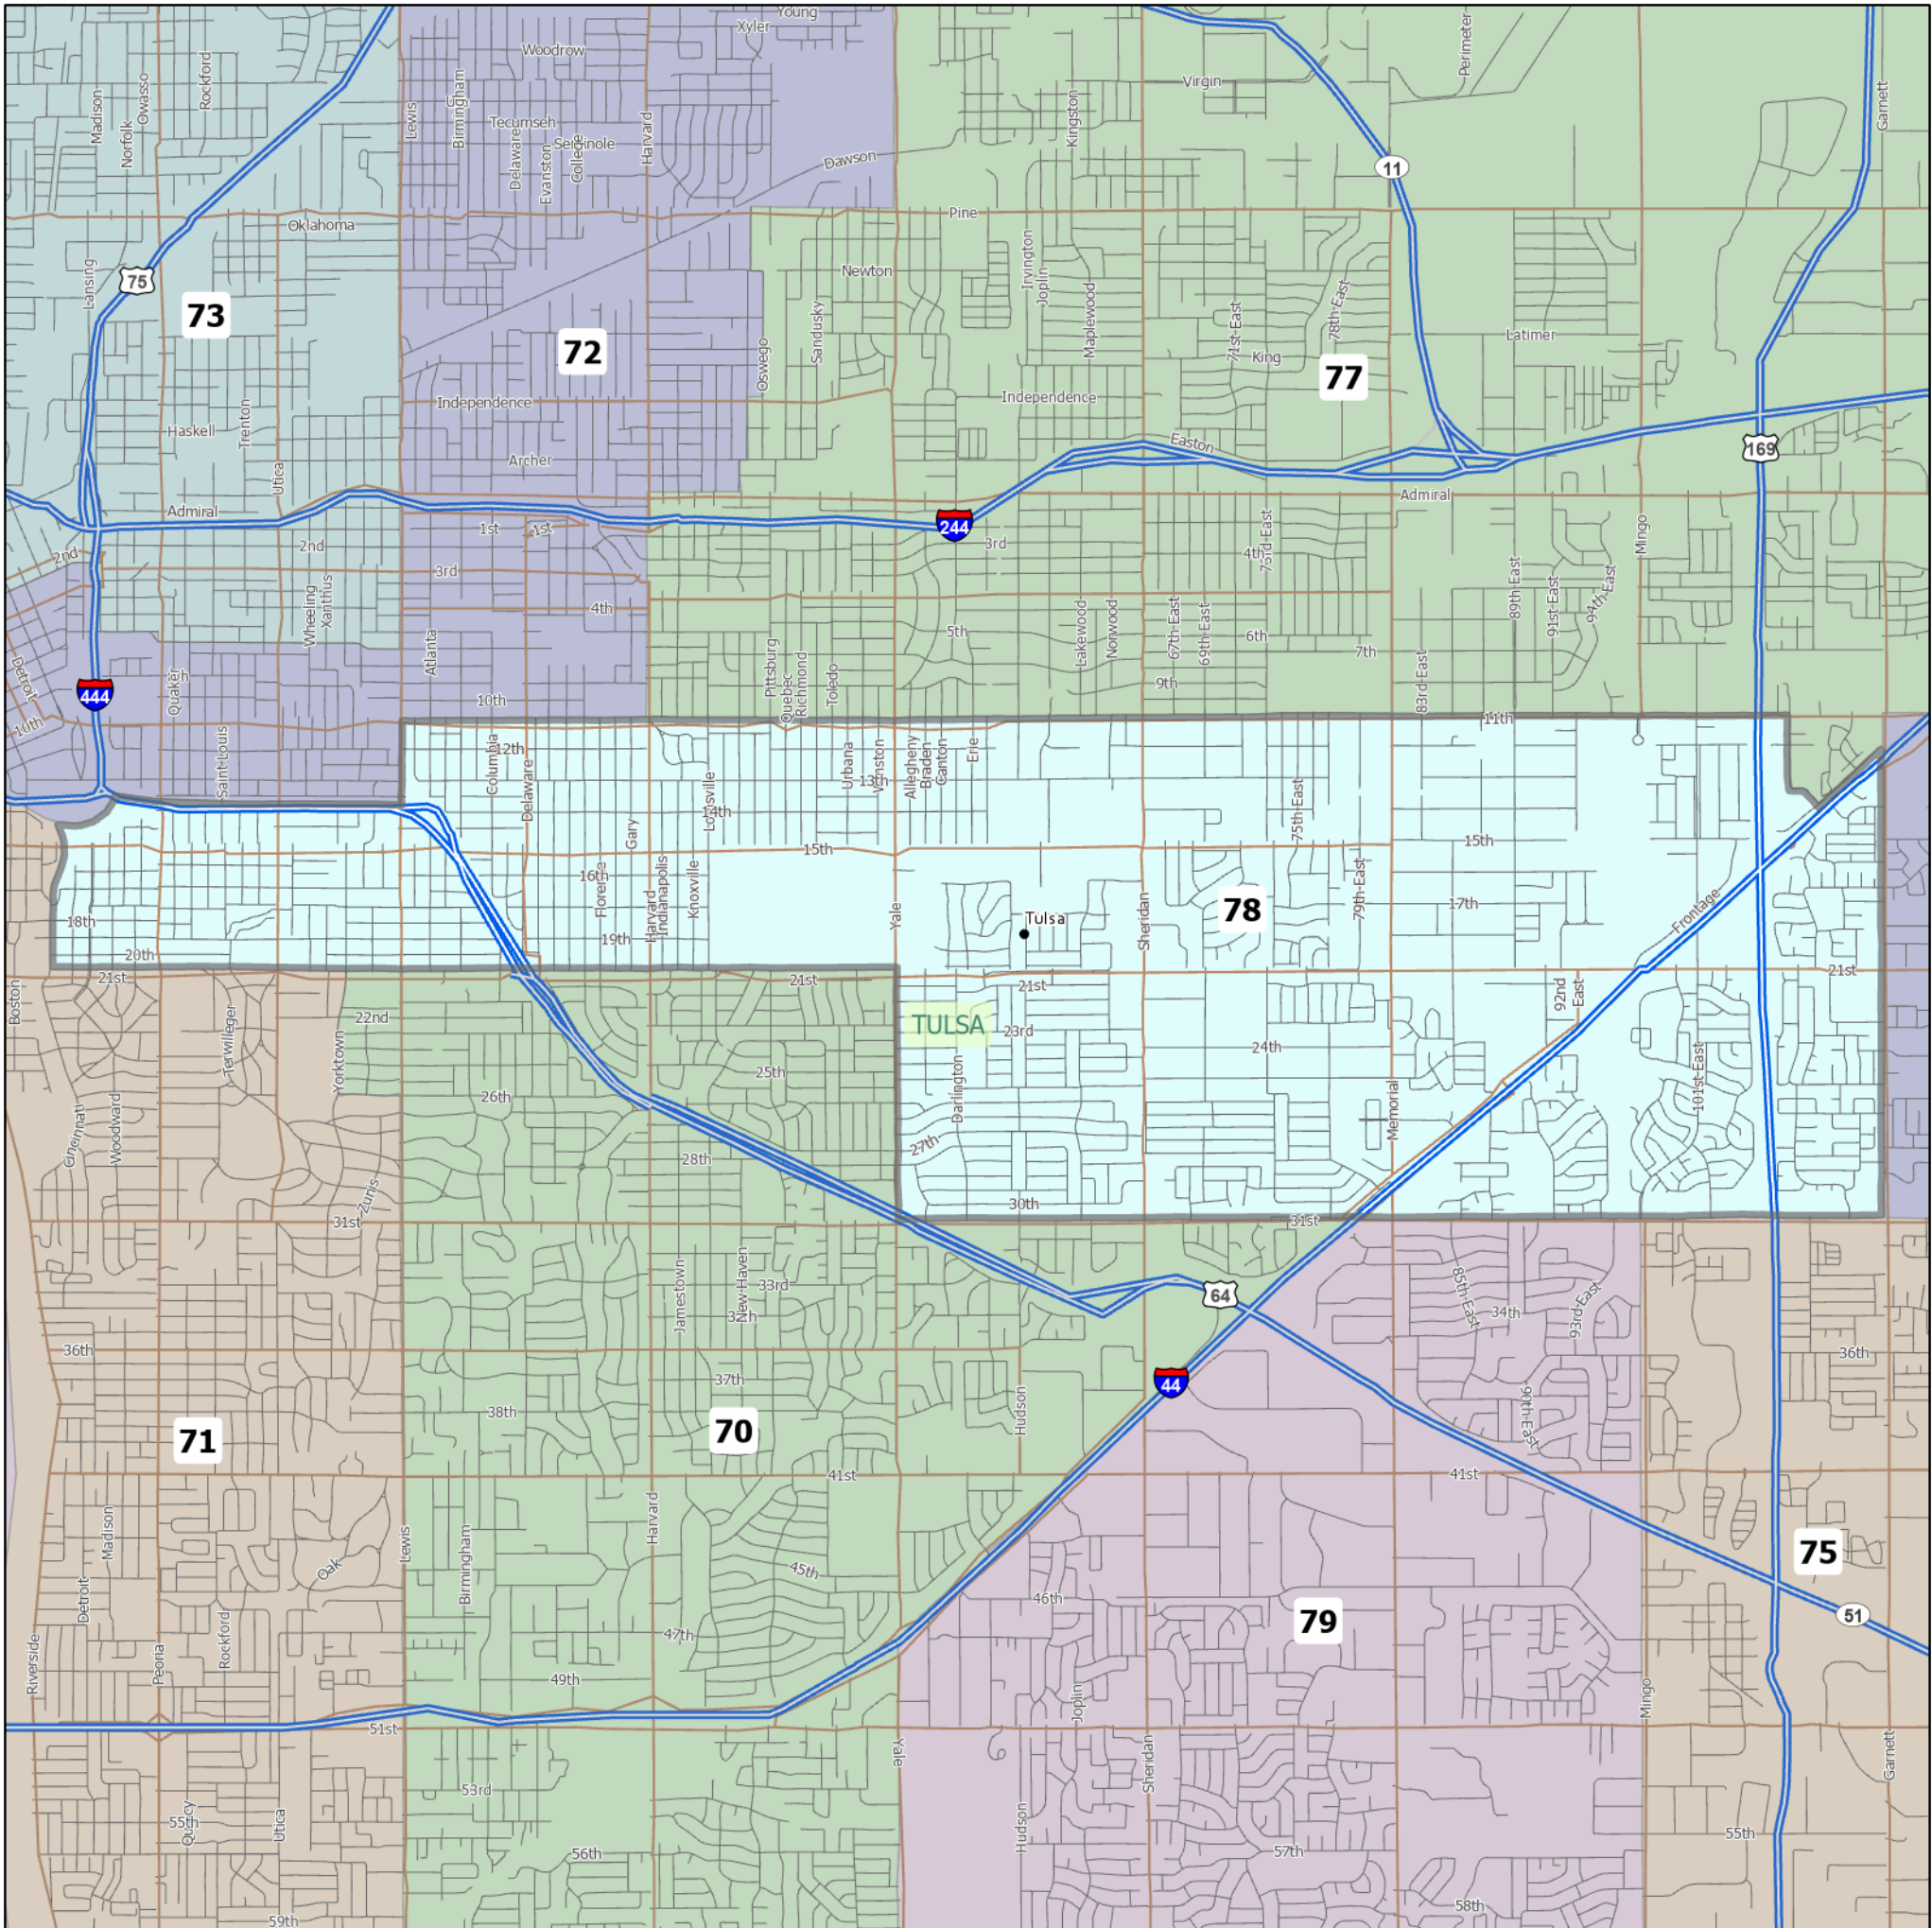 Young
Xyler
Woodrow
Virgin
Perimeter
Madison
Norfolk
Owasso
Rockford
Lewis
Birmingham
Tecumseh
Delaware
Evanston
College
Harvard
Dawson
Kingston
Garnett
11
Oklahoma
Pine
Lansing
75
73
Newton
Irvington
Joplin
Maplewood
71st East
78th East
Latimer
72
Oswego
Sandusky
King
77
Independence
Independence
Haskell
Trenton
Utica
Archer
Easton
169
Admiral
Admiral
1st
1st
244
3rd
2nd
2nd
3rd
4th
73rd East
Mingo
Wheeling
Xanthus
4th
89th East
91st East
94th East
Atlanta
5th
Lakewood
Norwood
67th East
69th East
6th
7th
Detroit
444
Quaker
10th
10th
Pittsburg
Quebec
Richmond
Toledo
9th
83rd East
11th
Saint Louis
Columbia
12th
Delaware
Urbana
Winston
13th
Allegheny
Braden
Canton
Erie
Louisville
14th
75th East
15th
15th
Gary
16th
Florence
Harvard
Indianapolis
Knoxville
Yale
Tulsa
Sheridan
78
79th East
17th
Frontage
18th
19th
20th
21st
21st
21st
21st
Boston
22nd
Terwilleger
Yorktown
TULSA
23rd
24th
92nd
East
25th
26th
Darlington
27th
Memorial
101st East
Cincinnati
Woodward
28th
Zunis
30th
31st
31st
Jamestown
New Haven
33rd
64
85th East
34th
93rd East
36th
36th
37th
44
38th
Hudson
90th East
71
70
41st
41st
Madison
Harvard
Lewis
Birmingham
Oak
45th
75
Detroit
46th
79
51
Riverside
Peoria
Rockford
47th
49th
Joplin
Mingo
51st
Yale
Sheridan
Garnett
53rd
55th
Quincy
Utica
Hudson
55th
56th
57th
58th
59th